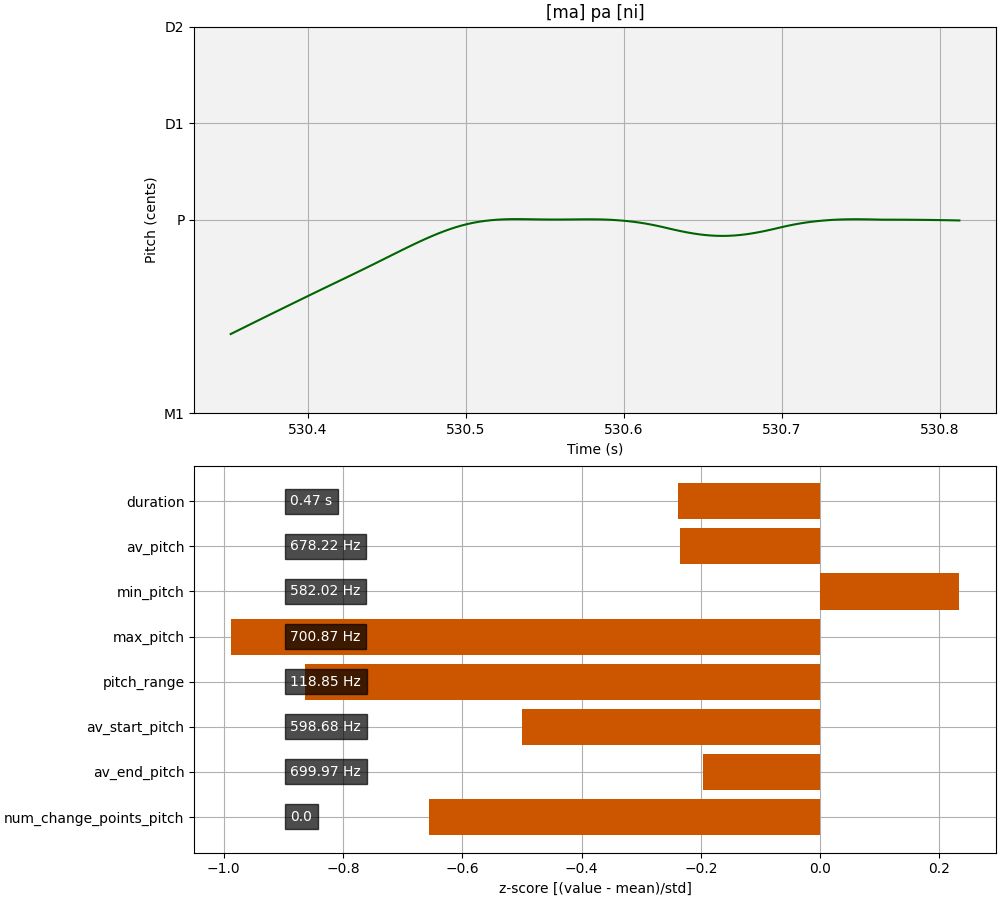 [ma] pa [ni]
D2
D1
P
M1
Pitch (cents)
530.4 530.5 530.6 530.7 530.8
Time (s)
duration 0.47 s
av_pitch 678.22 Hz
min_pitch 582.02 Hz
max_pitch 700.87 Hz
pitch_range 118.85 Hz
av_start_pitch 598.68 Hz
av_end_pitch 699.97 Hz
num_change_points_pitch 0.0
−1.0 −0.8 −0.6 −0.4 −0.2 0.0 0.2
z-score [(value - mean)/std]